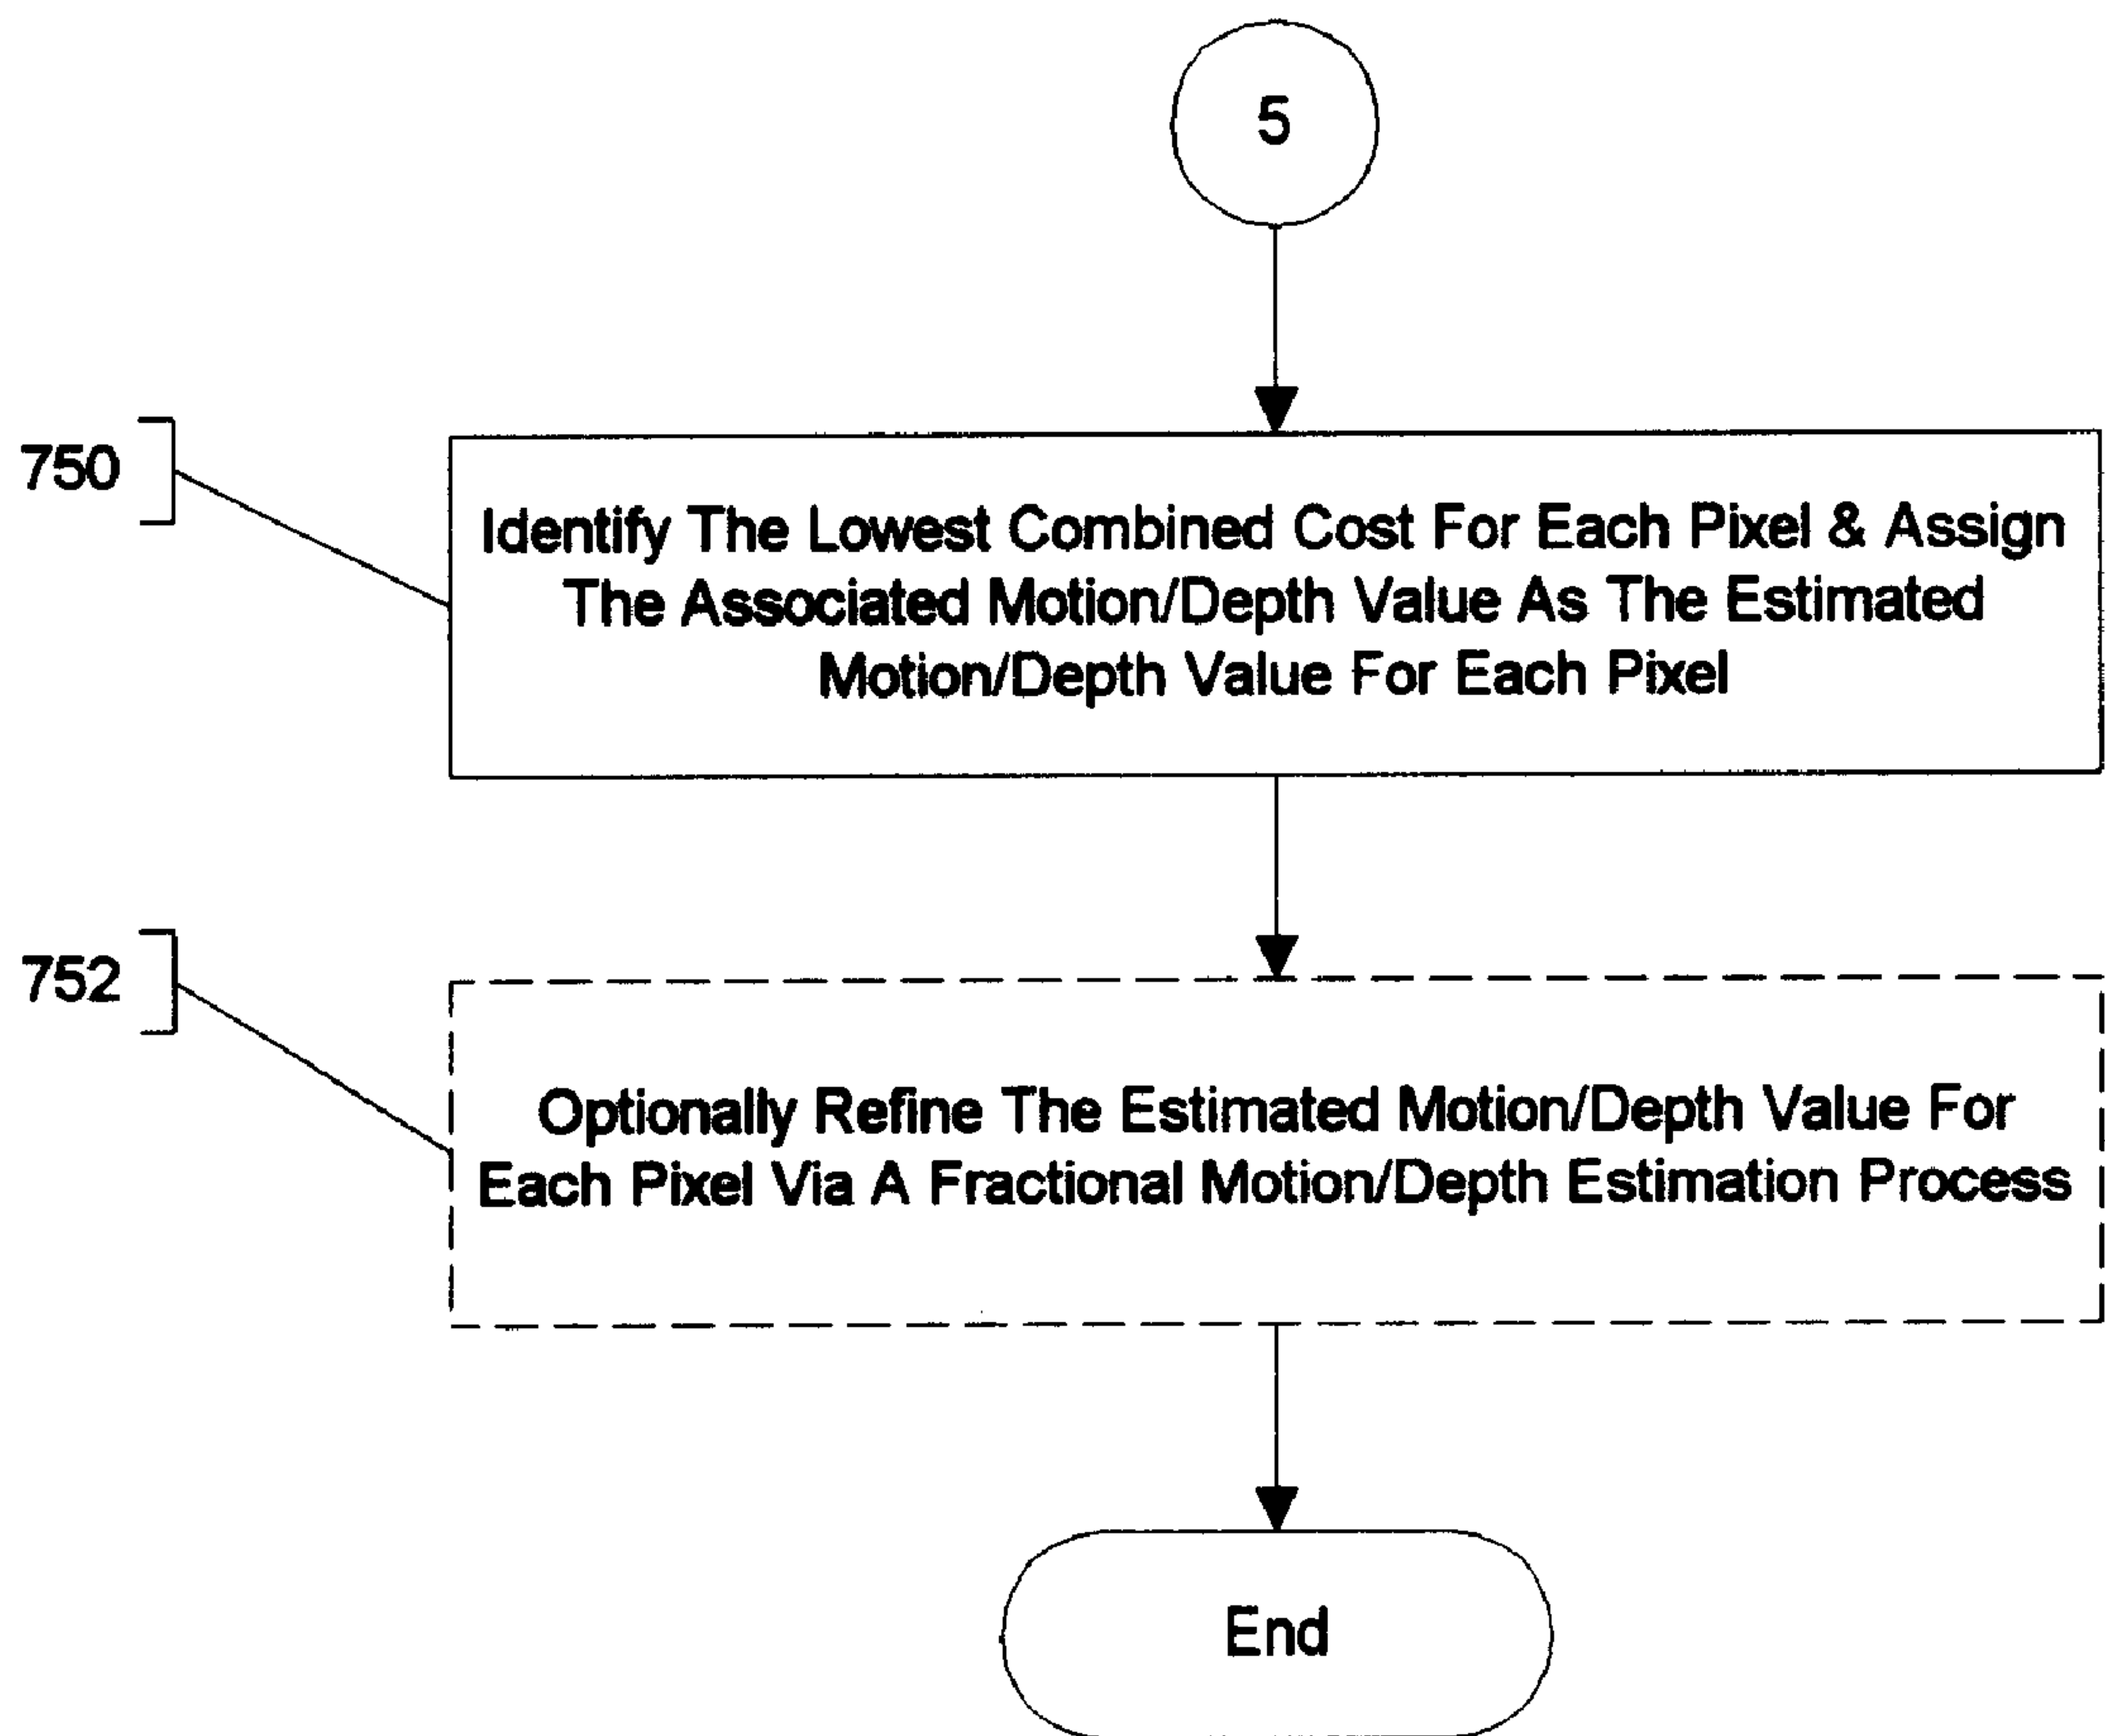 5
750
Identify The Lowest Combined Cost For Each Pixel & Assign
The Associated Motion/Depth Value As The Estimated
Motion/Depth Value For Each Pixel
752
Optionally Refine The Estimated Motion/Depth Value For
Each Pixel Via A Fractional Motion/Depth Estimation Process
End